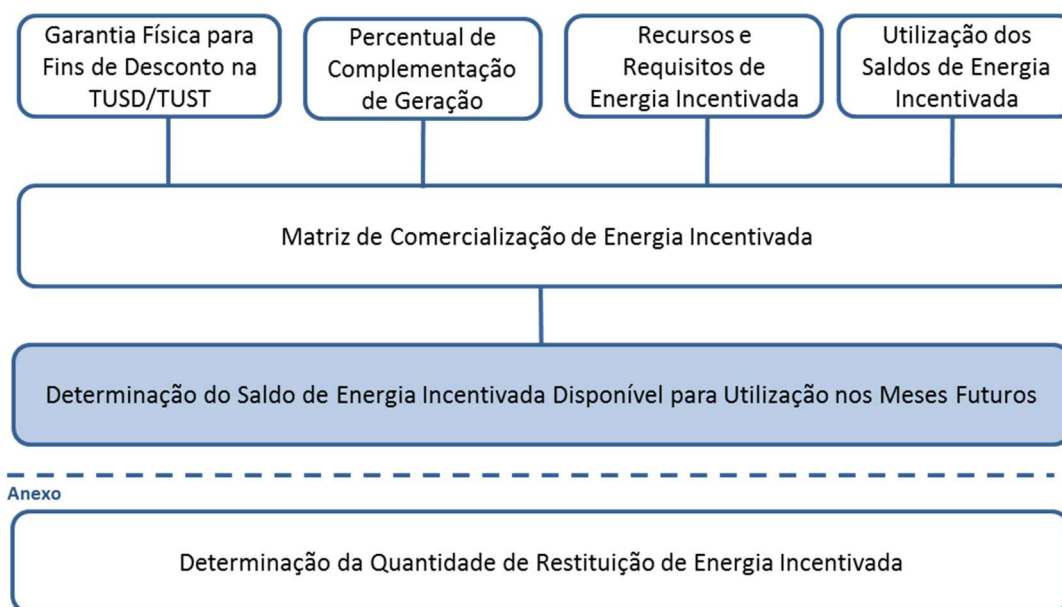 Garantia Física para
Fins de Desconto na
TUSD/TUST
Percentual de
Complementação
de Geração
Recursos e
Requisitos de
Energia Incentivada
Utilização dos
Saldos de Energia
Incentivada
Matriz de Comercialização de Energia Incentivada
Determinação do Saldo de Energia Incentivada Disponível para Utilização nos Meses Futuros
Anexo
Determinação da Quantidade de Restituição de Energia Incentivada